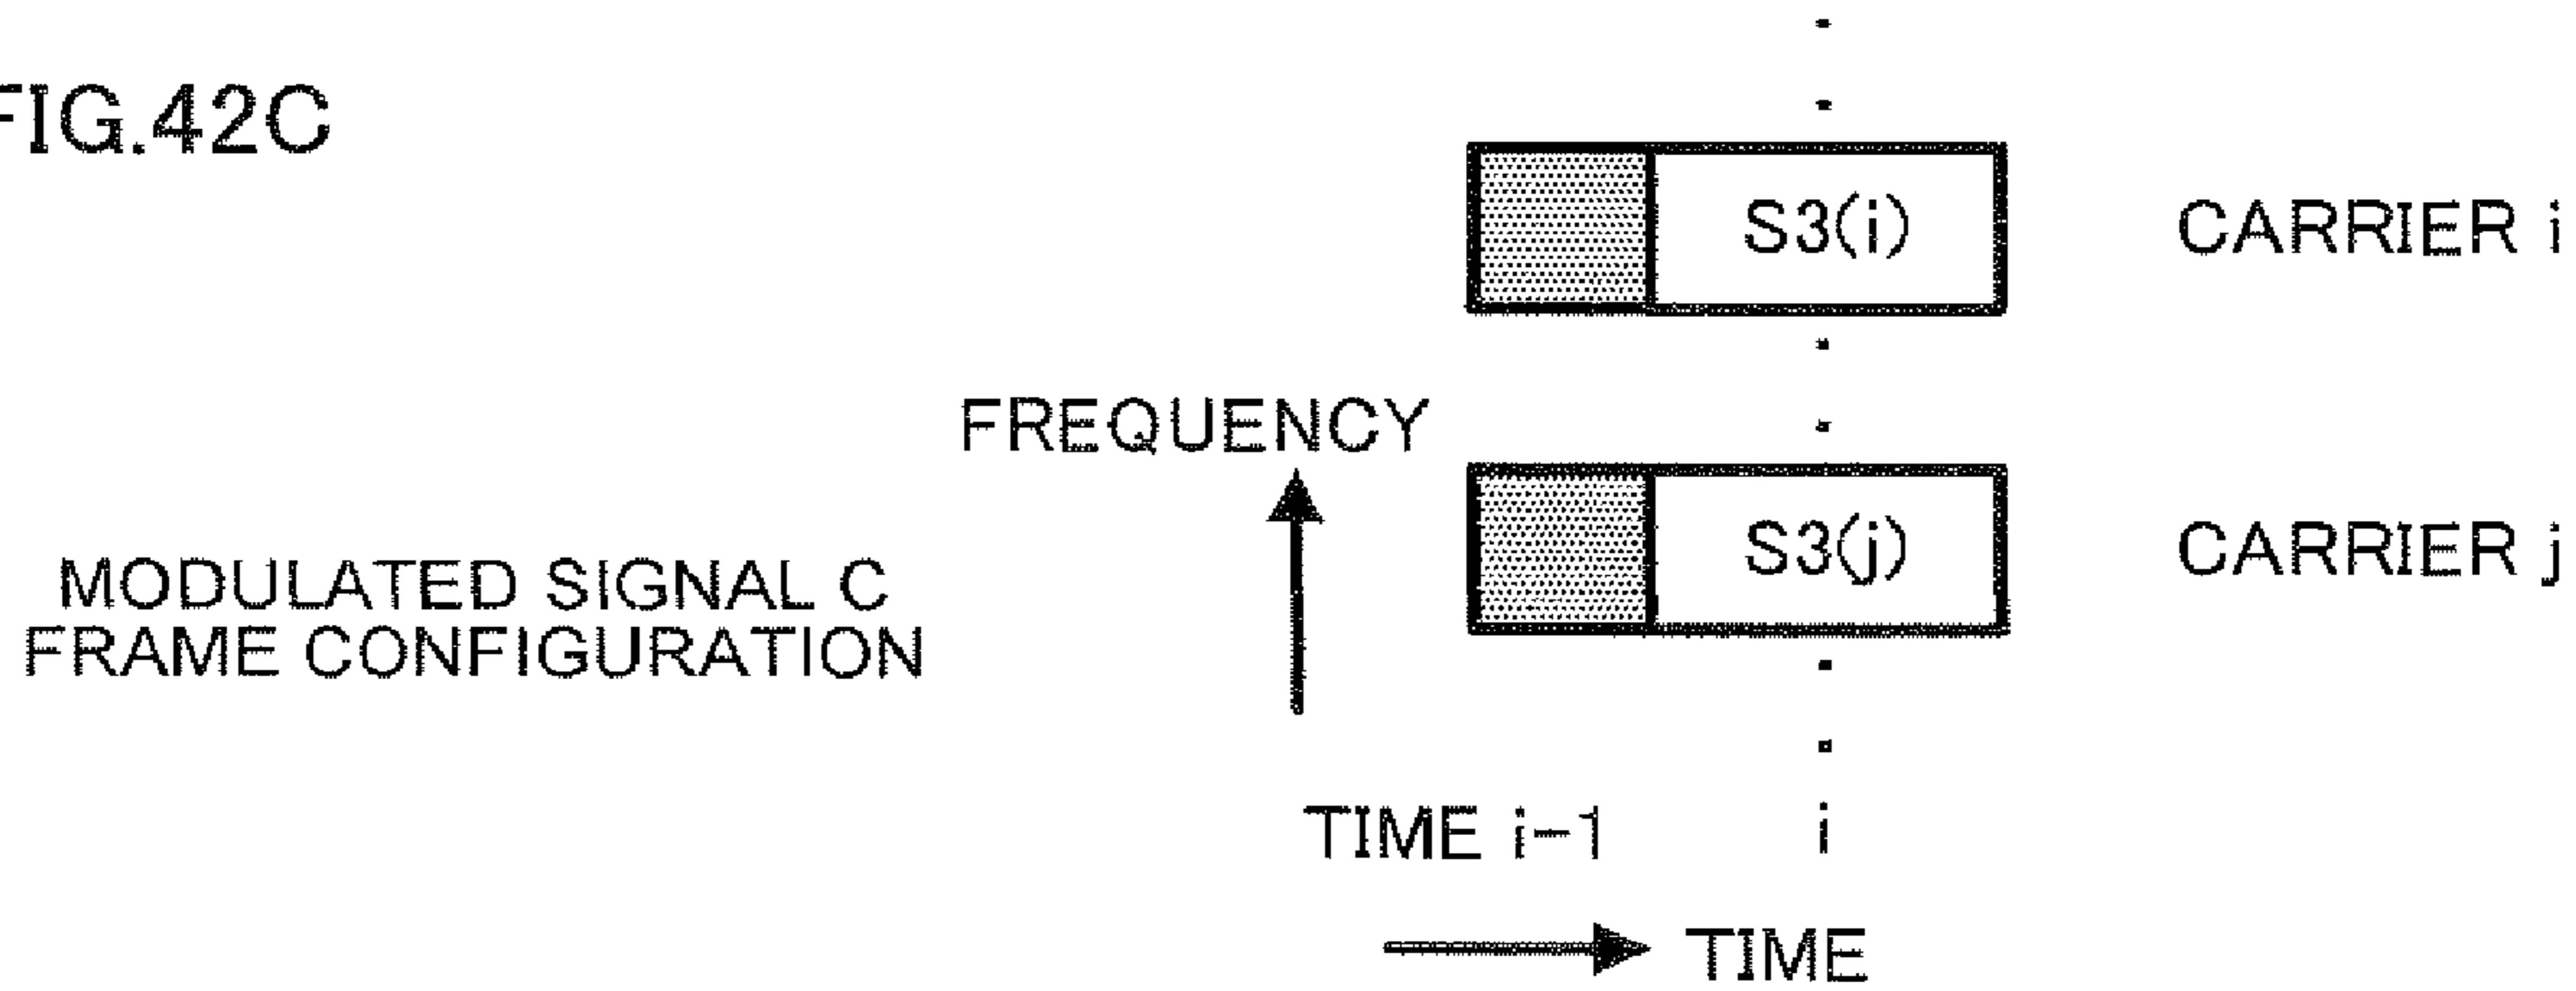 FIG.42C
S3(i) CARRIER i
FREQUENCY
S3(j) CARRIER j
MODULATED SIGNAL C
FRAME CONFIGURATION
TIME i-1 i
TIME